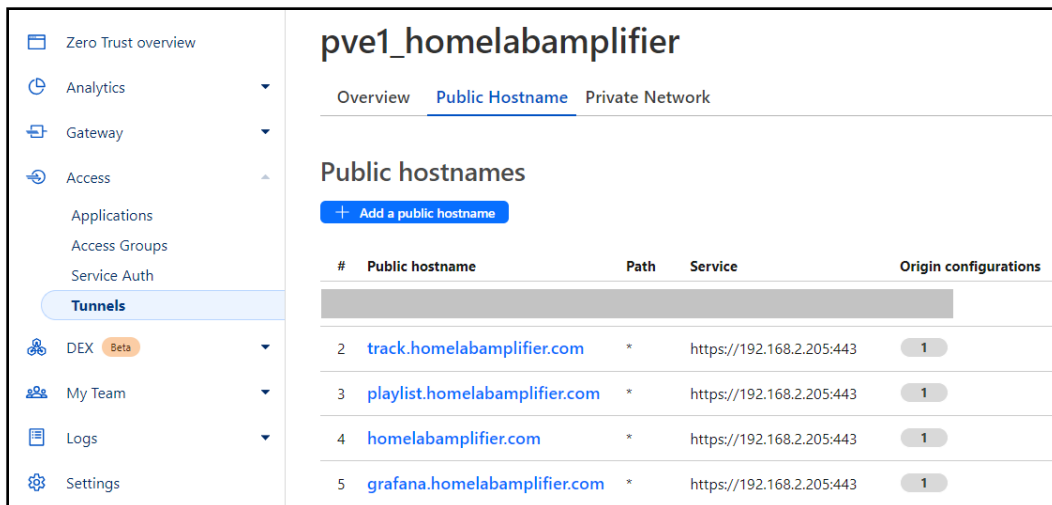 Zero Trust overview
Analytics
Gateway
Access
Applications
Access Groups
Service Auth
Tunnels
DEX Beta
My Team
Logs
Settings
pve1_homelabamplifier
Overview Public Hostname Private Network
Public hostnames
+ Add a public hostname
# Public hostname Path Service Origin configurations
2 track.homelabamplifier.com * https://192.168.2.205:443 1
3 playlist.homelabamplifier.com * https://192.168.2.205:443 1
4 homelabamplifier.com * https://192.168.2.205:443 1
5 grafana.homelabamplifier.com * https://192.168.2.205:443 1